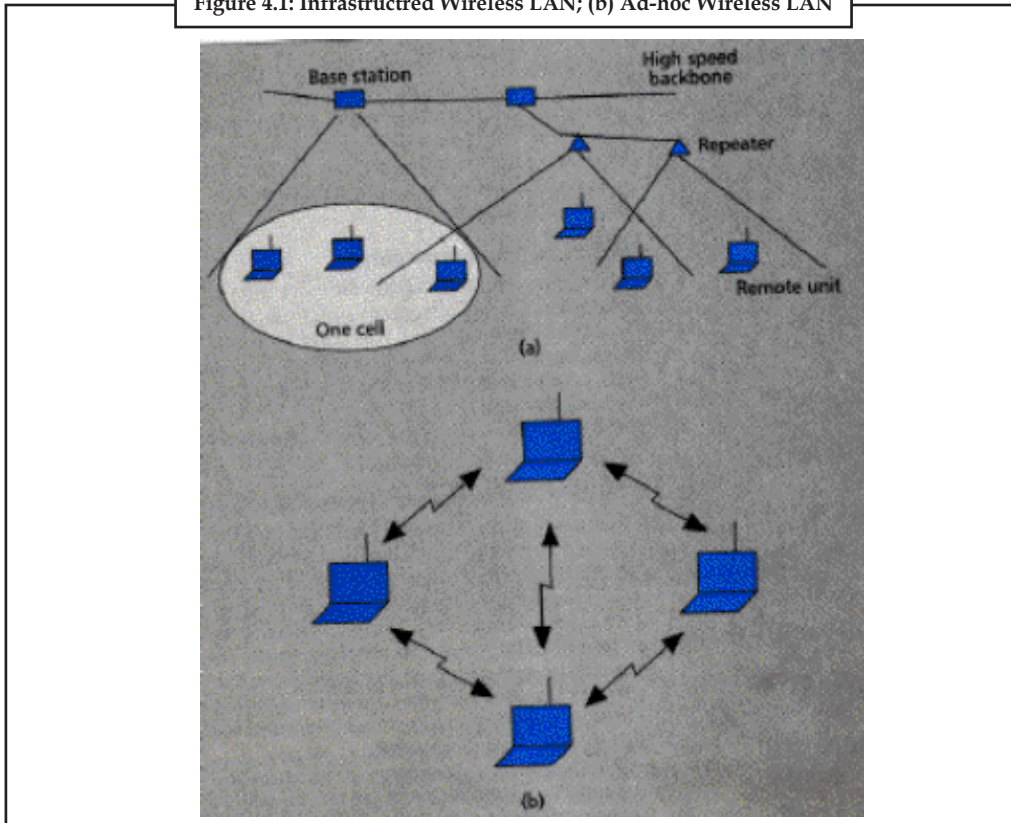 Figure 4.1: Infrastructred Wireless LAN; (b) Ad-hoc Wireless LAN
Base station
High speed
backbone
Repeater
Remote unit
One cell
(a)
(b)